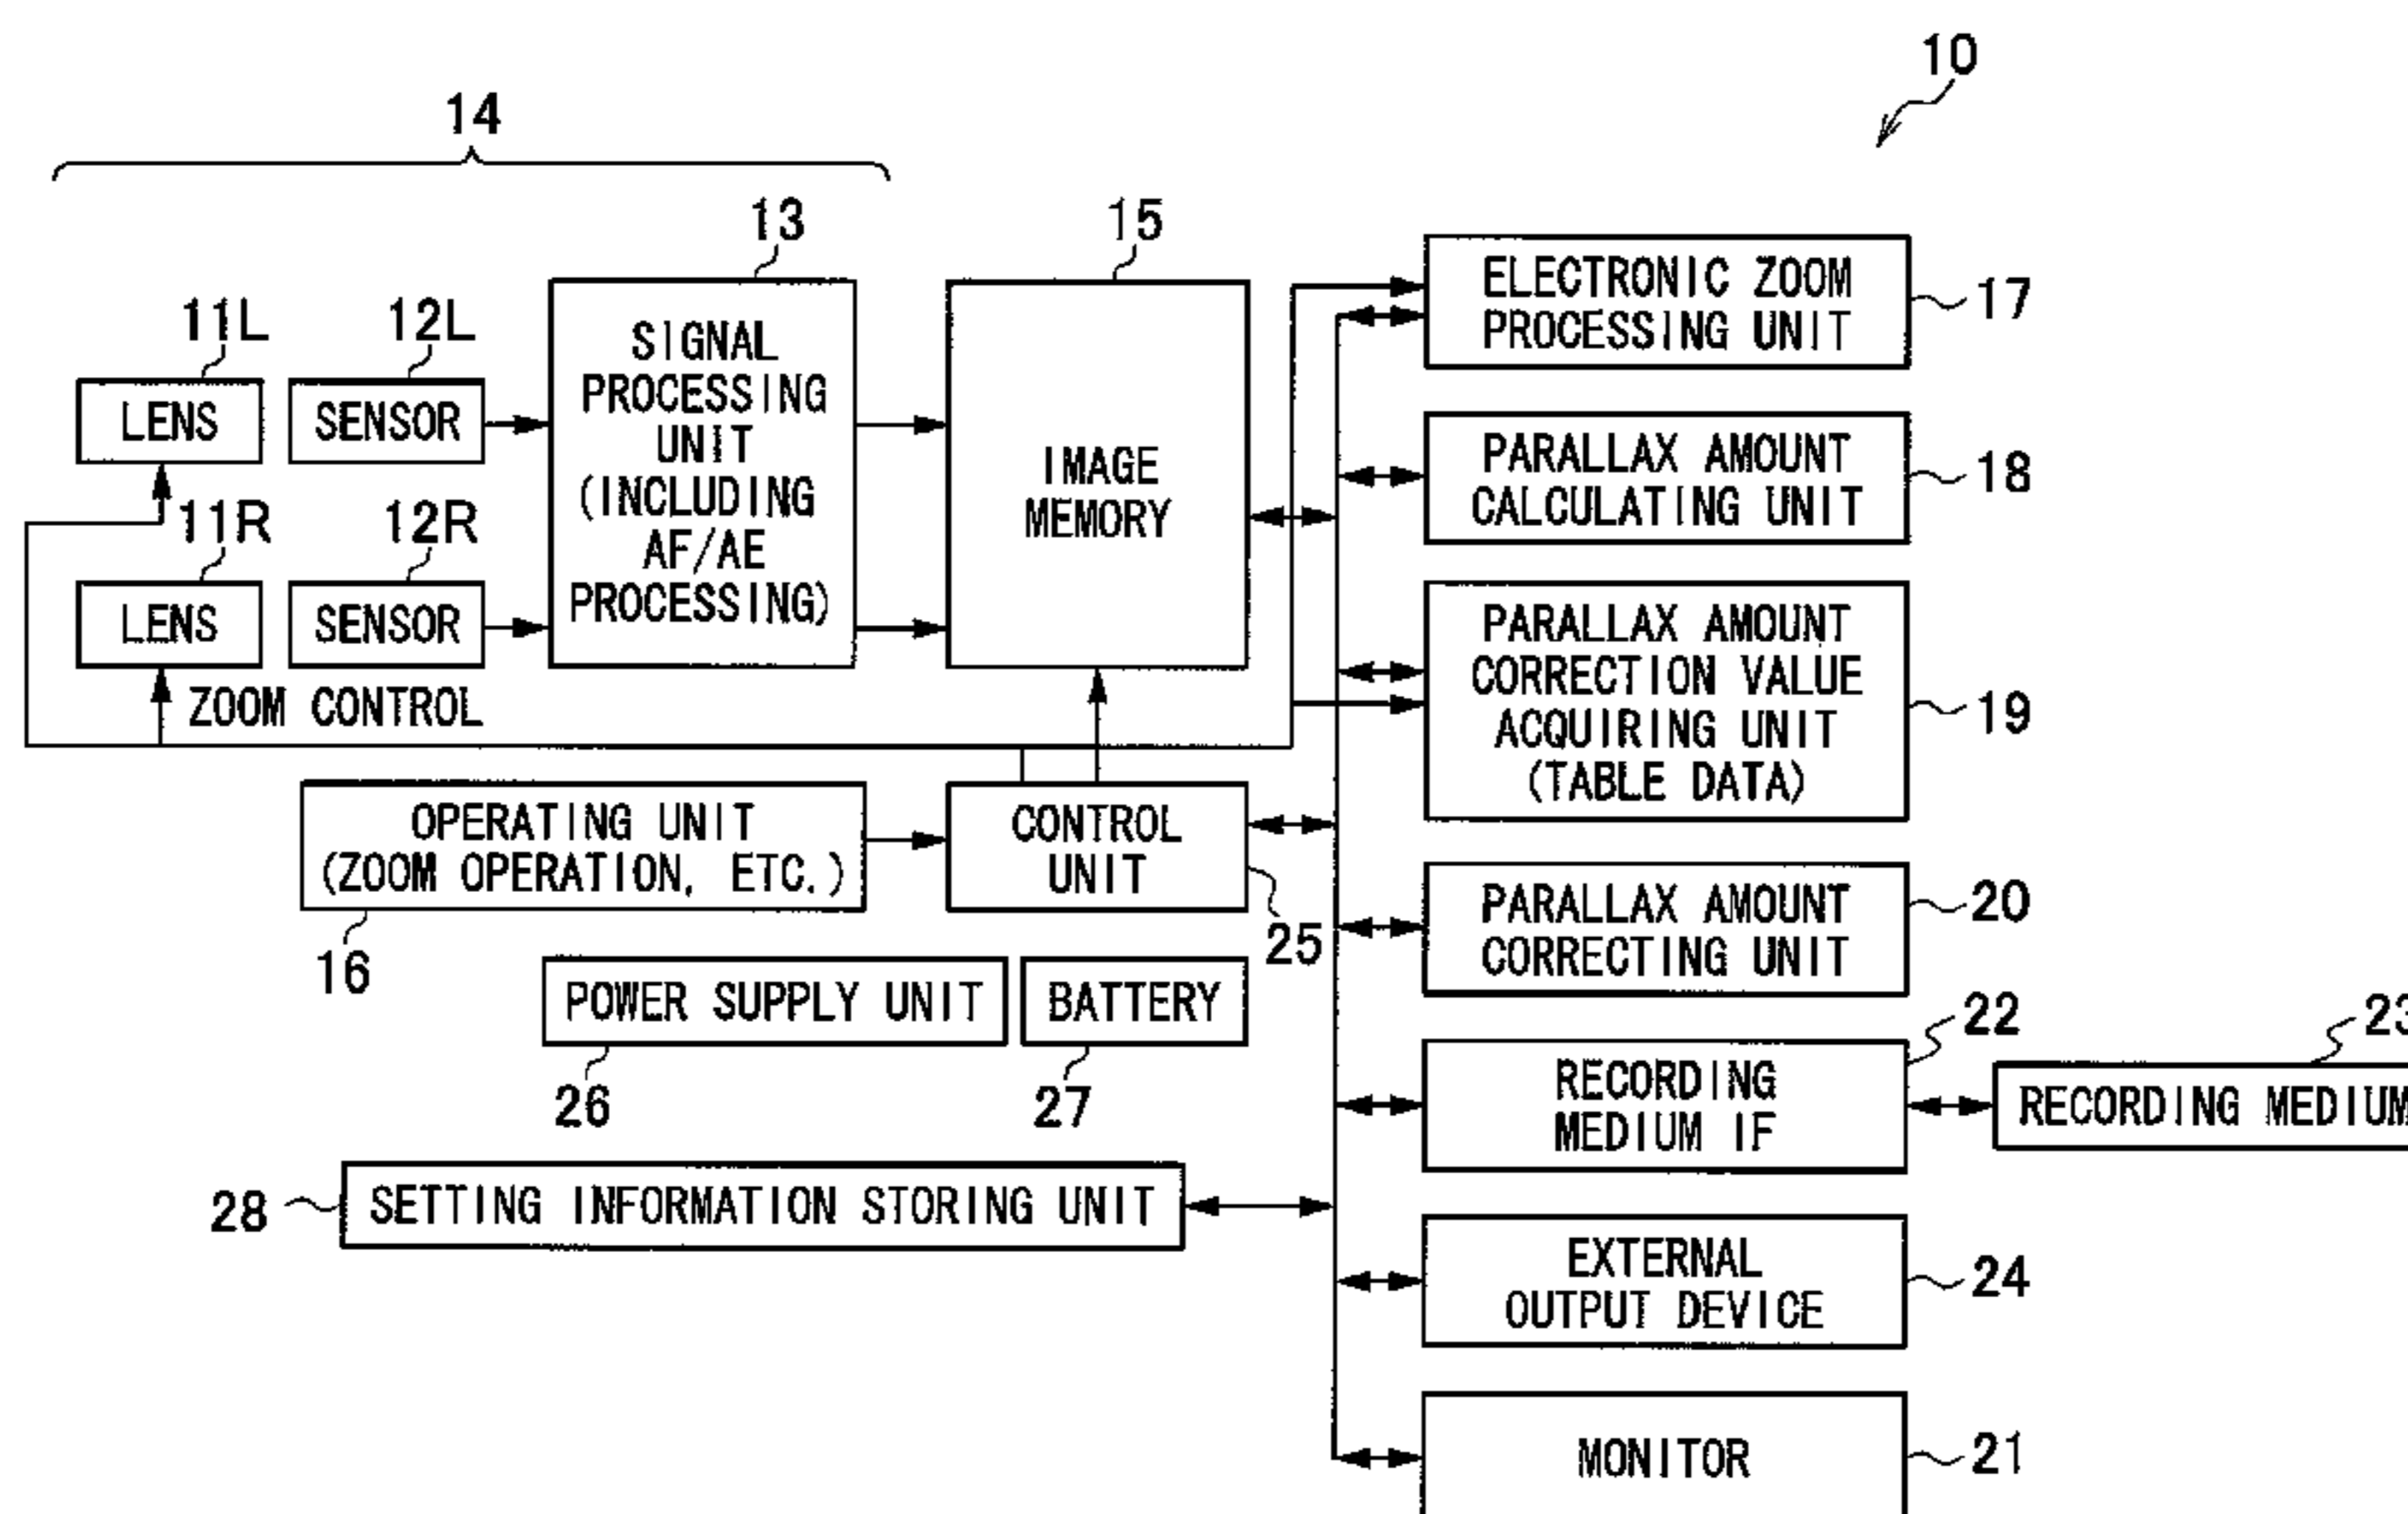 10
14
13
15
11L
12L
LENS
SENSOR
11R
12R
LENS
SENSOR
ZOOM CONTROL
SIGNAL
PROCESSING
UNIT
(INCLUDING
AF/AE
PROCESSING)
IMAGE
MEMORY
OPERATING UNIT
(ZOOM OPERATION, ETC.)
16
CONTROL
UNIT
25
POWER SUPPLY UNIT
26
BATTERY
27
28
SETTING INFORMATION STORING UNIT
ELECTRONIC ZOOM
PROCESSING UNIT
17
PARALLAX AMOUNT
CALCULATING UNIT
18
PARALLAX AMOUNT
CORRECTION VALUE
ACQUIRING UNIT
(TABLE DATA)
19
PARALLAX AMOUNT
CORRECTING UNIT
20
RECORDING
MEDIUM IF
22
RECORDING MEDIUM
23
EXTERNAL
OUTPUT DEVICE
24
MONITOR
21